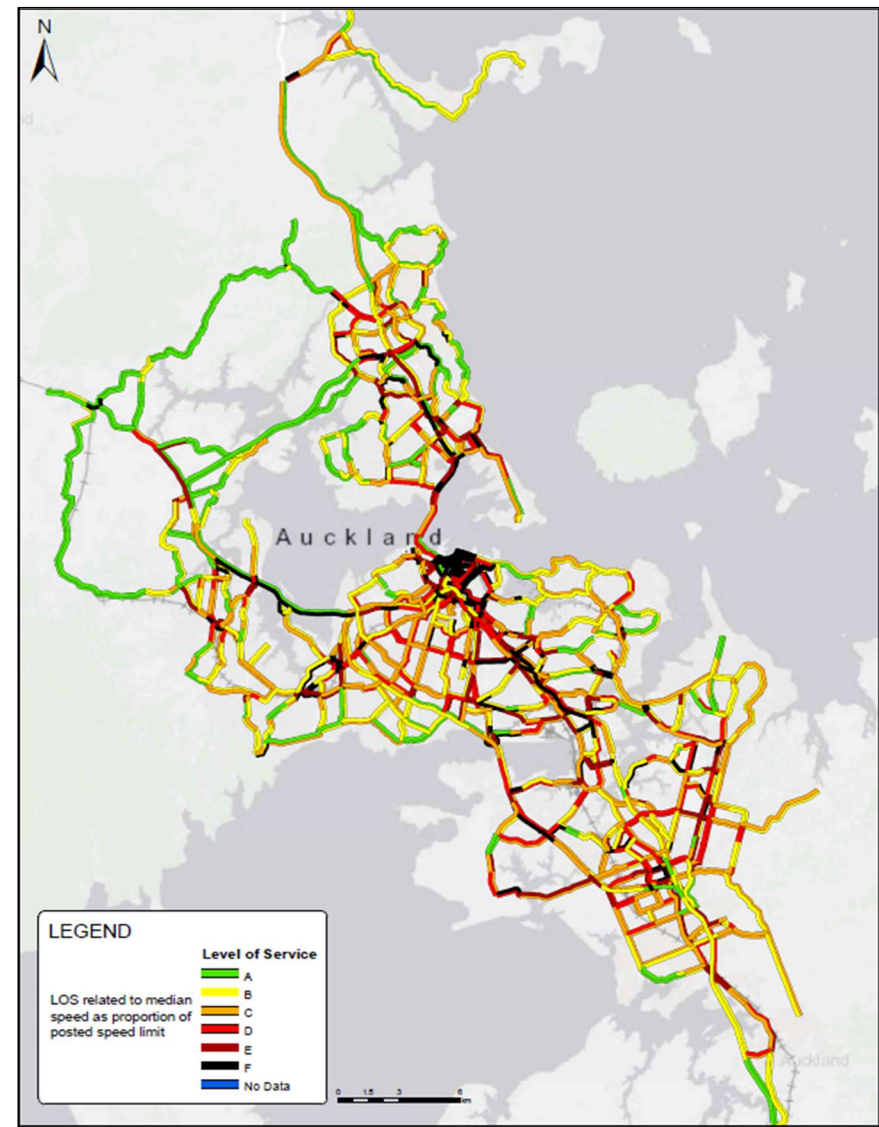 N
Auckland
LEGEND
Level of Service
A
B
LOS related to median
speed as proportion of
posted speed limit
C
D
E
F
No Data
0 1.5 3 6
km
Auckland